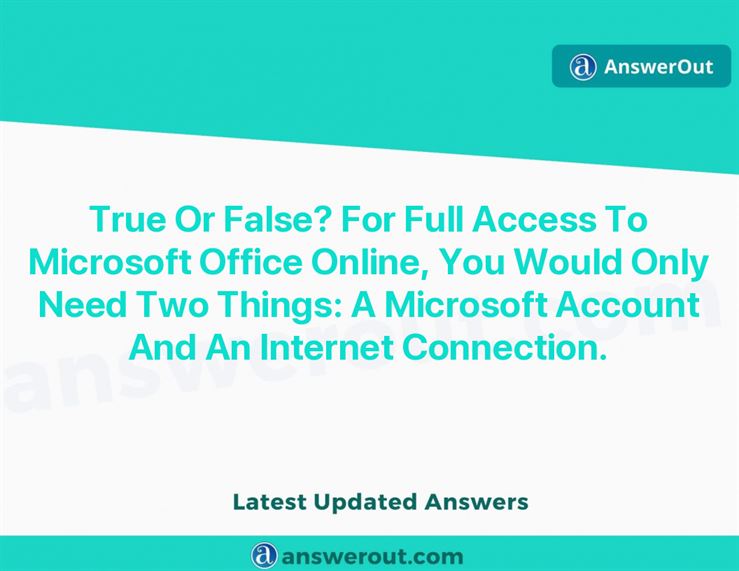 AnswerOut
True Or False? For Full Access To
Microsoft Office Online, You Would Only
Need Two Things: A Microsoft Account
And An Internet Connection.
answerout.com
Latest Updated Answers
answerout.com